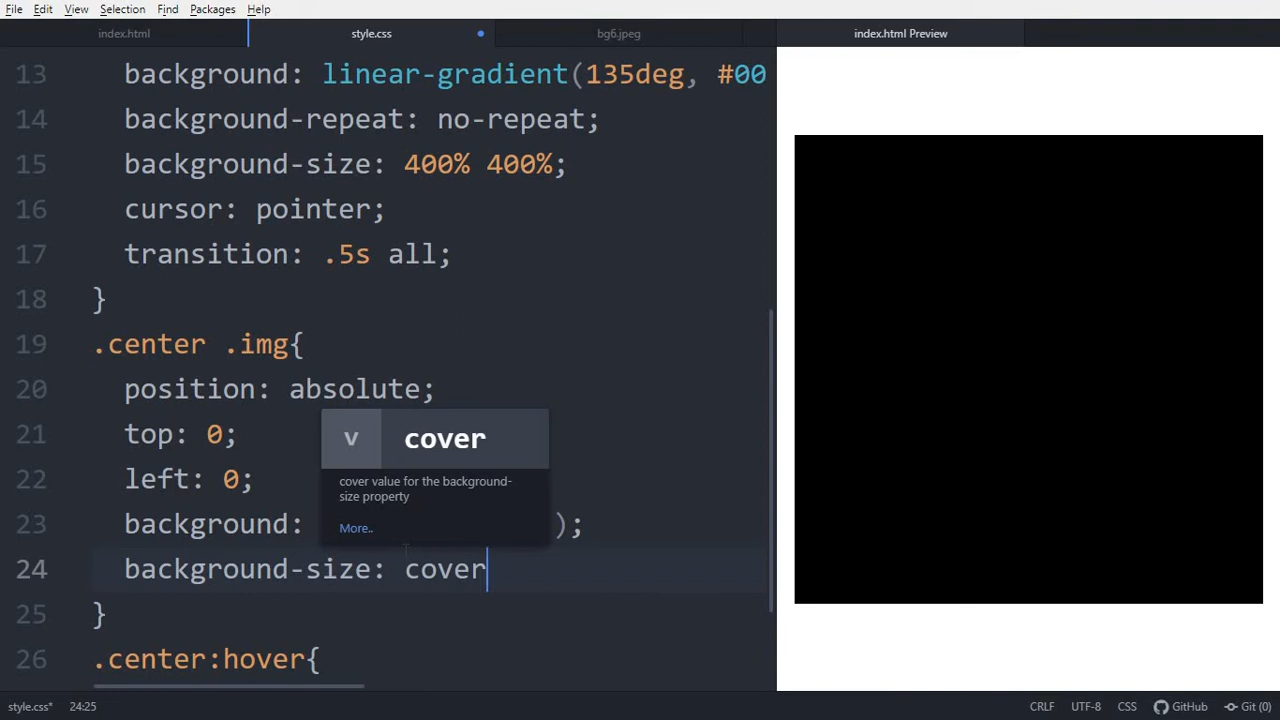 File Edit View Selection Find Packages Help
index.html style.css bg6.jpeg index.html Preview
13 background: linear-gradient(135deg, #00
14 background-repeat: no-repeat;
15 background-size: 400% 400%;
16 cursor: pointer;
17 transition: .5s all;
18 }
19 .center .img{
20 position: absolute;
21 top: 0;
22 left: 0;
23 background: );
24 background-size: cover
25 }
26 .center:hover{
v cover
cover value for the background-
size property
More..
style.css* 24:25 CRLF UTF-8 CSS GitHub Git (0)